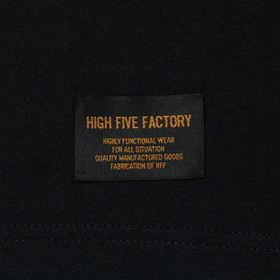 HIGH FIVE FACTORY
HIGHLY FUNCTIONAL WEAR
FOR ALL SITUATION
QUALITY MANUFACTURED GOODS
FABRICATION OF HFF